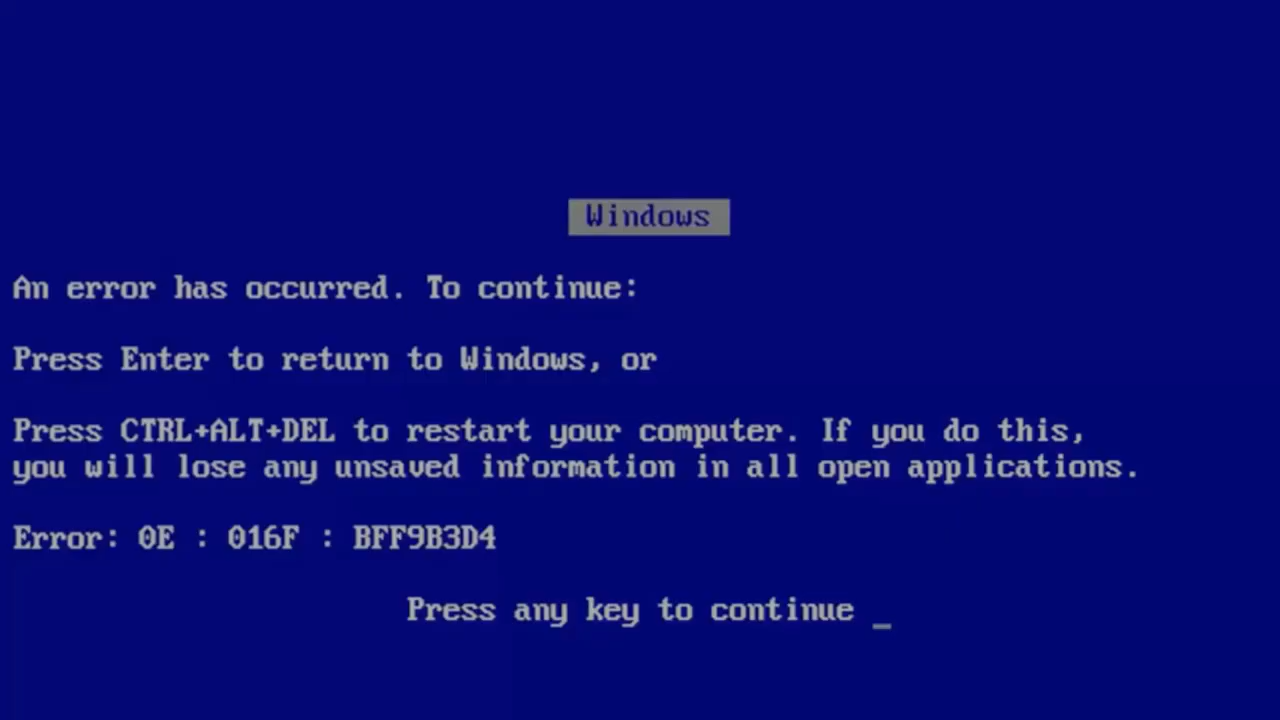 Windows
An error has occurred. To continue:
Press Enter to return to Windows, or
Press CTRL+ALT+DEL to restart your computer. If you do this,
you will lose any unsaved information in all open applications.
Error: 0E : 016F : BFF9B3D4
Press any key to continue _